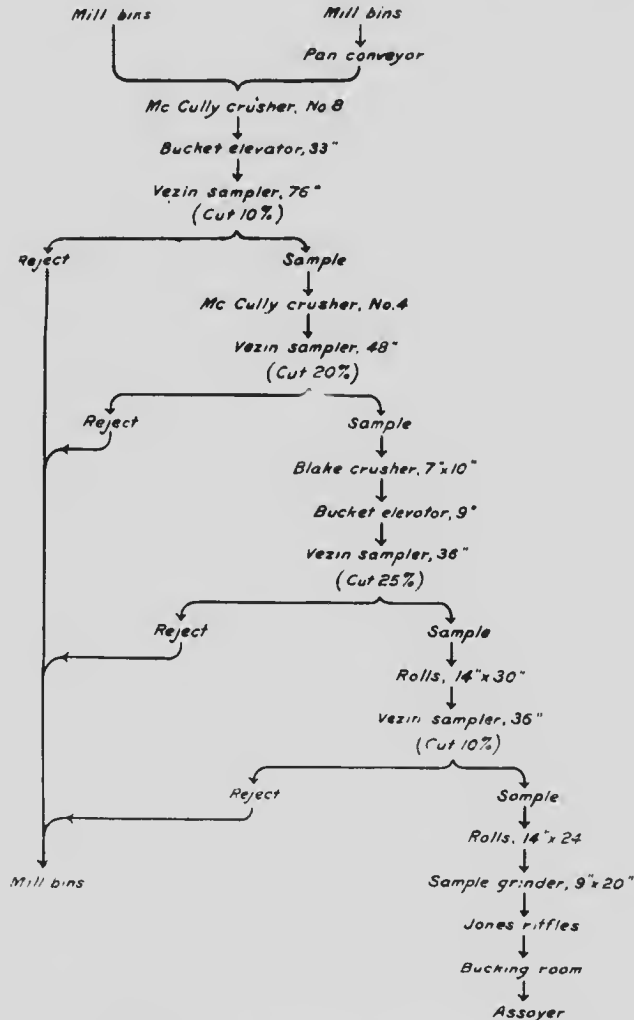 Mill bins
Mill bins
Pan conveyor
Mc Cully crusher, No 8
Bucket elevator, 33"
Vezin sampler, 76"
(Cut 10%)
Reject
Sample
Mc Cully crusher, No. 4
Vezin sampler, 48"
(Cut 20%)
Reject
Sample
Blake crusher, 7"x10"
Bucket elevator, 9"
Vezin sampler, 36"
(Cut 25%)
Reject
Sample
Rolls, 14"x30"
Vezin sampler, 36"
(Cut 10%)
Reject
Sample
Rolls, 14"x24
Mill bins
Sample grinder, 9"x20"
Jones riffles
Bucking room
Assayer